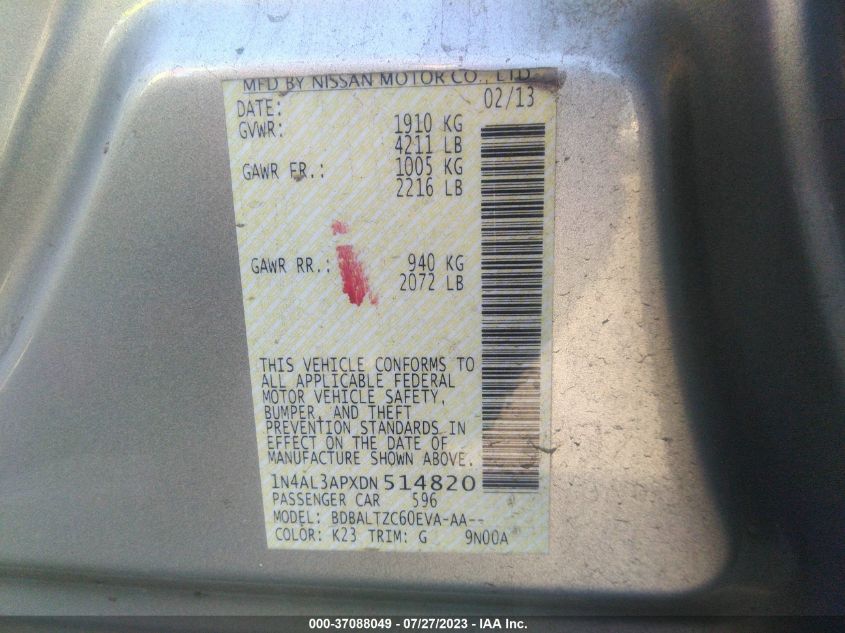 MFD BY NISSAN MOTOR CO., LTD.
DATE: 02/13
GVWR: 1910 KG
4211 LB
GAWR FR.: 1005 KG
2216 LB
GAWR RR.: 940 KG
2072 LB
THIS VEHICLE CONFORMS TO
ALL APPLICABLE FEDERAL
MOTOR VEHICLE SAFETY,
BUMPER, AND THEFT
PREVENTION STANDARDS IN
EFFECT ON THE DATE OF
MANUFACTURE SHOWN ABOVE.
1N4AL3APXDN514820
PASSENGER CAR 596
MODEL: BDBALTZC60EVA-AA--
COLOR: K23 TRIM: G 9N00A
000-37088049 / 07/27/2023 - IAA Inc.